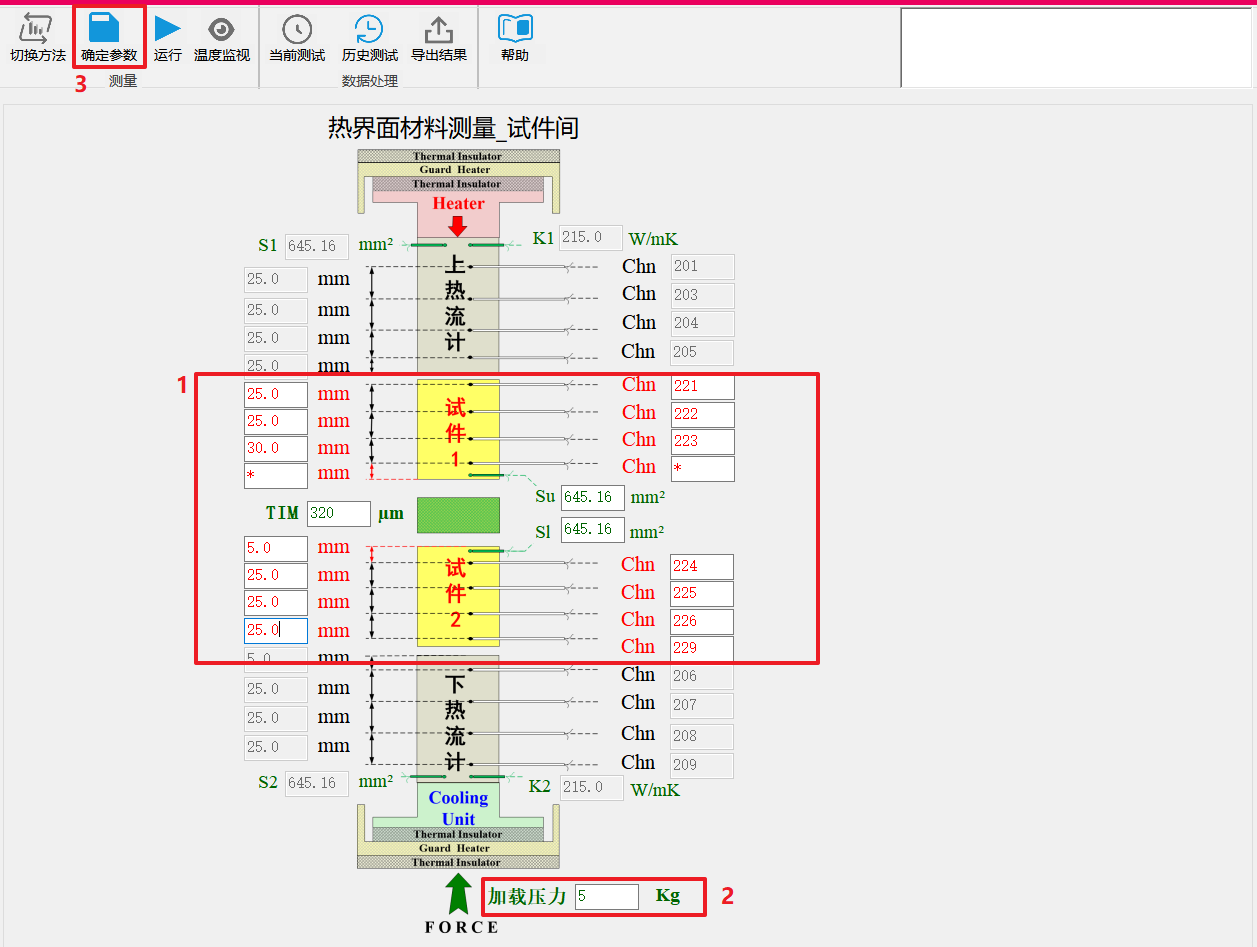 切换方法 确定参数 运行 温度监视 当前测试 历史测试 导出结果 帮助
3 测量 数据处理
热界面材料测量_试件间
Thermal Insulator
Guard Heater
Thermal Insulator
Heater
S1 645.16 mm² K1 215.0 W/mK
25.0 mm 上 Chn 201
25.0 mm 热 Chn 203
25.0 mm 流 Chn 204
25.0 mm 计 Chn 205
1
25.0 mm Chn 221
25.0 mm 试 Chn 222
30.0 mm 件 Chn 223
* mm 1 Chn *
Su 645.16 mm²
TIM 320 μm
Sl 645.16 mm²
5.0 mm 试 Chn 224
25.0 mm 件 Chn 225
25.0 mm 2 Chn 226
25.0 mm Chn 229
5.0 mm 下 Chn 206
25.0 mm 热 Chn 207
25.0 mm 流 Chn 208
25.0 mm 计 Chn 209
S2 645.16 mm² K2 215.0 W/mK
Cooling
Unit
Thermal Insulator
Guard Heater
Thermal Insulator
加载压力 5 Kg 2
FORCE